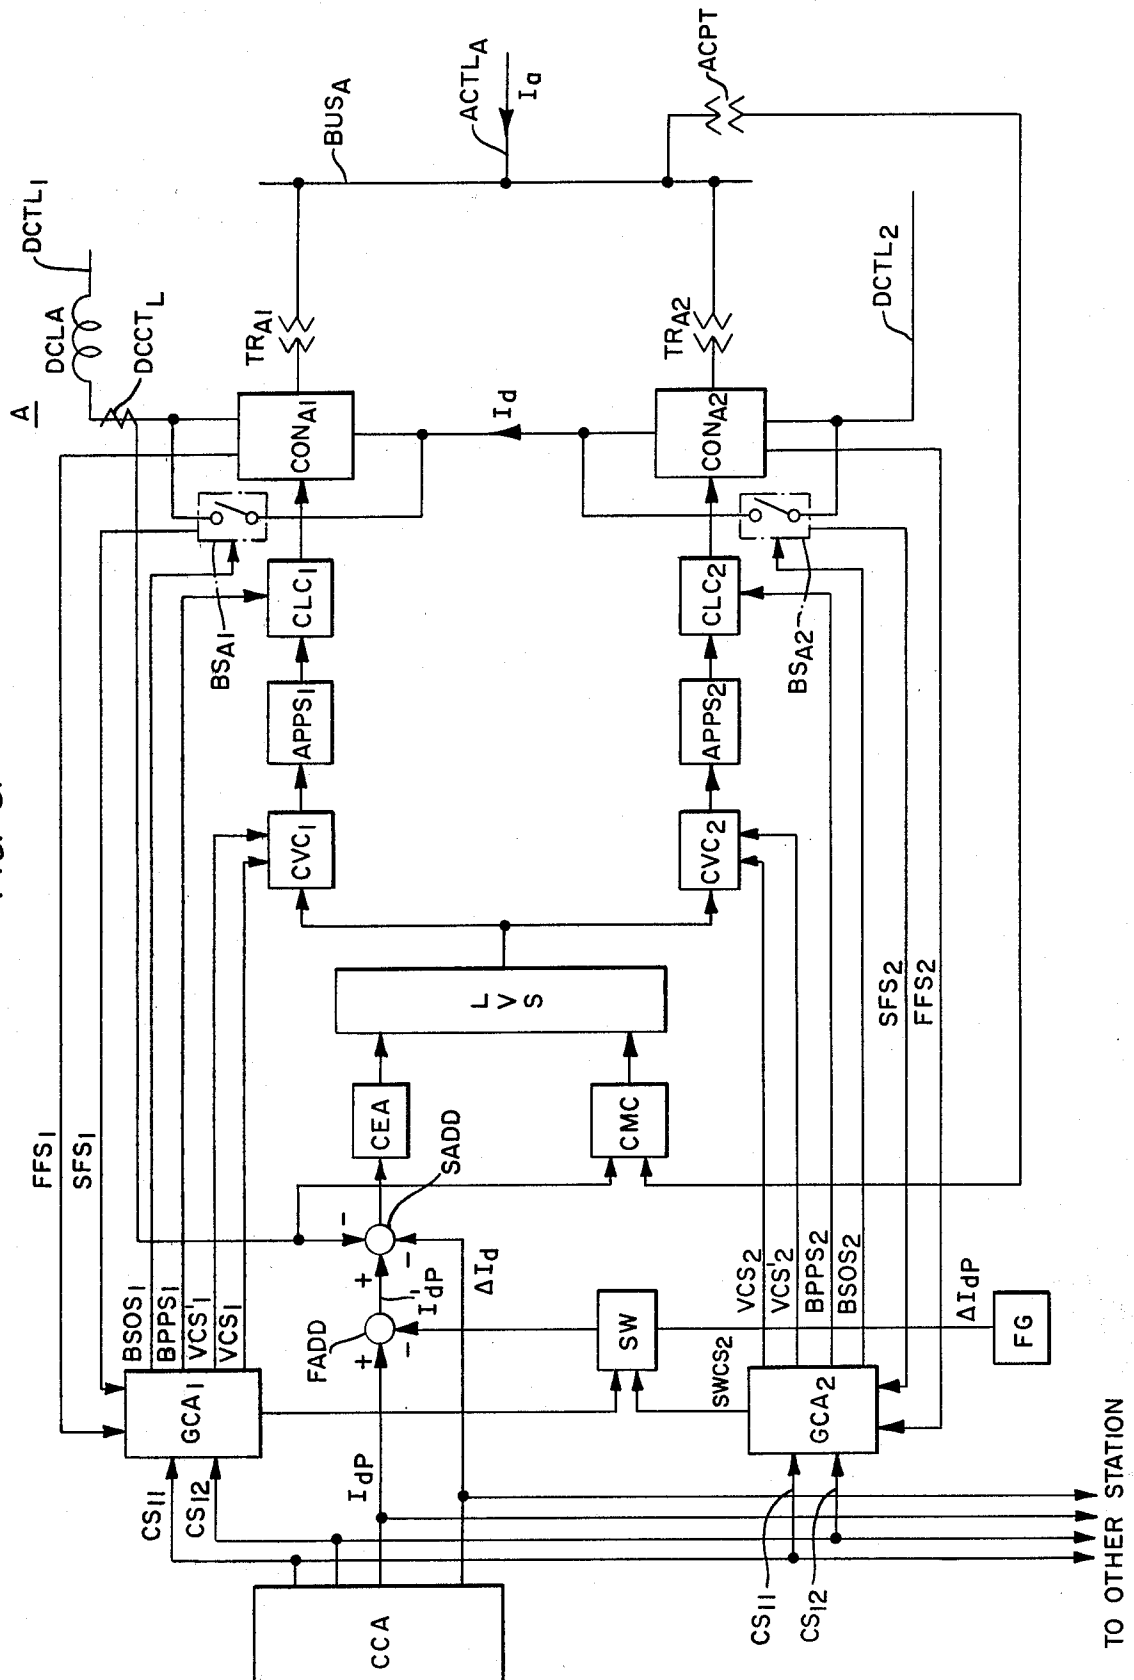 A
DCTL1
DCLA
DCCTL
BUSA
ACTLA
Ia
ACPT
TRA1
TRA2
DCTL2
CONA1
Id
CONA2
BSA1
CLC1
CLC2
BSA2
APPS1
APPS2
CVC1
CVC2
LVS
SFS2
FFS2
FFS1
SFS1
CEA
SADD
CMC
BSOS1
BPPS1
VCS'1
VCS1
-
+
-
I'dP
ΔId
VCS2
VCS'2
BPPS2
BSOS2
FADD
+
-
SW
ΔIdP
FG
GCA1
SWCS2
GCA2
CS11
CS12
IdP
CS11
CS12
CCA
TO OTHER STATION